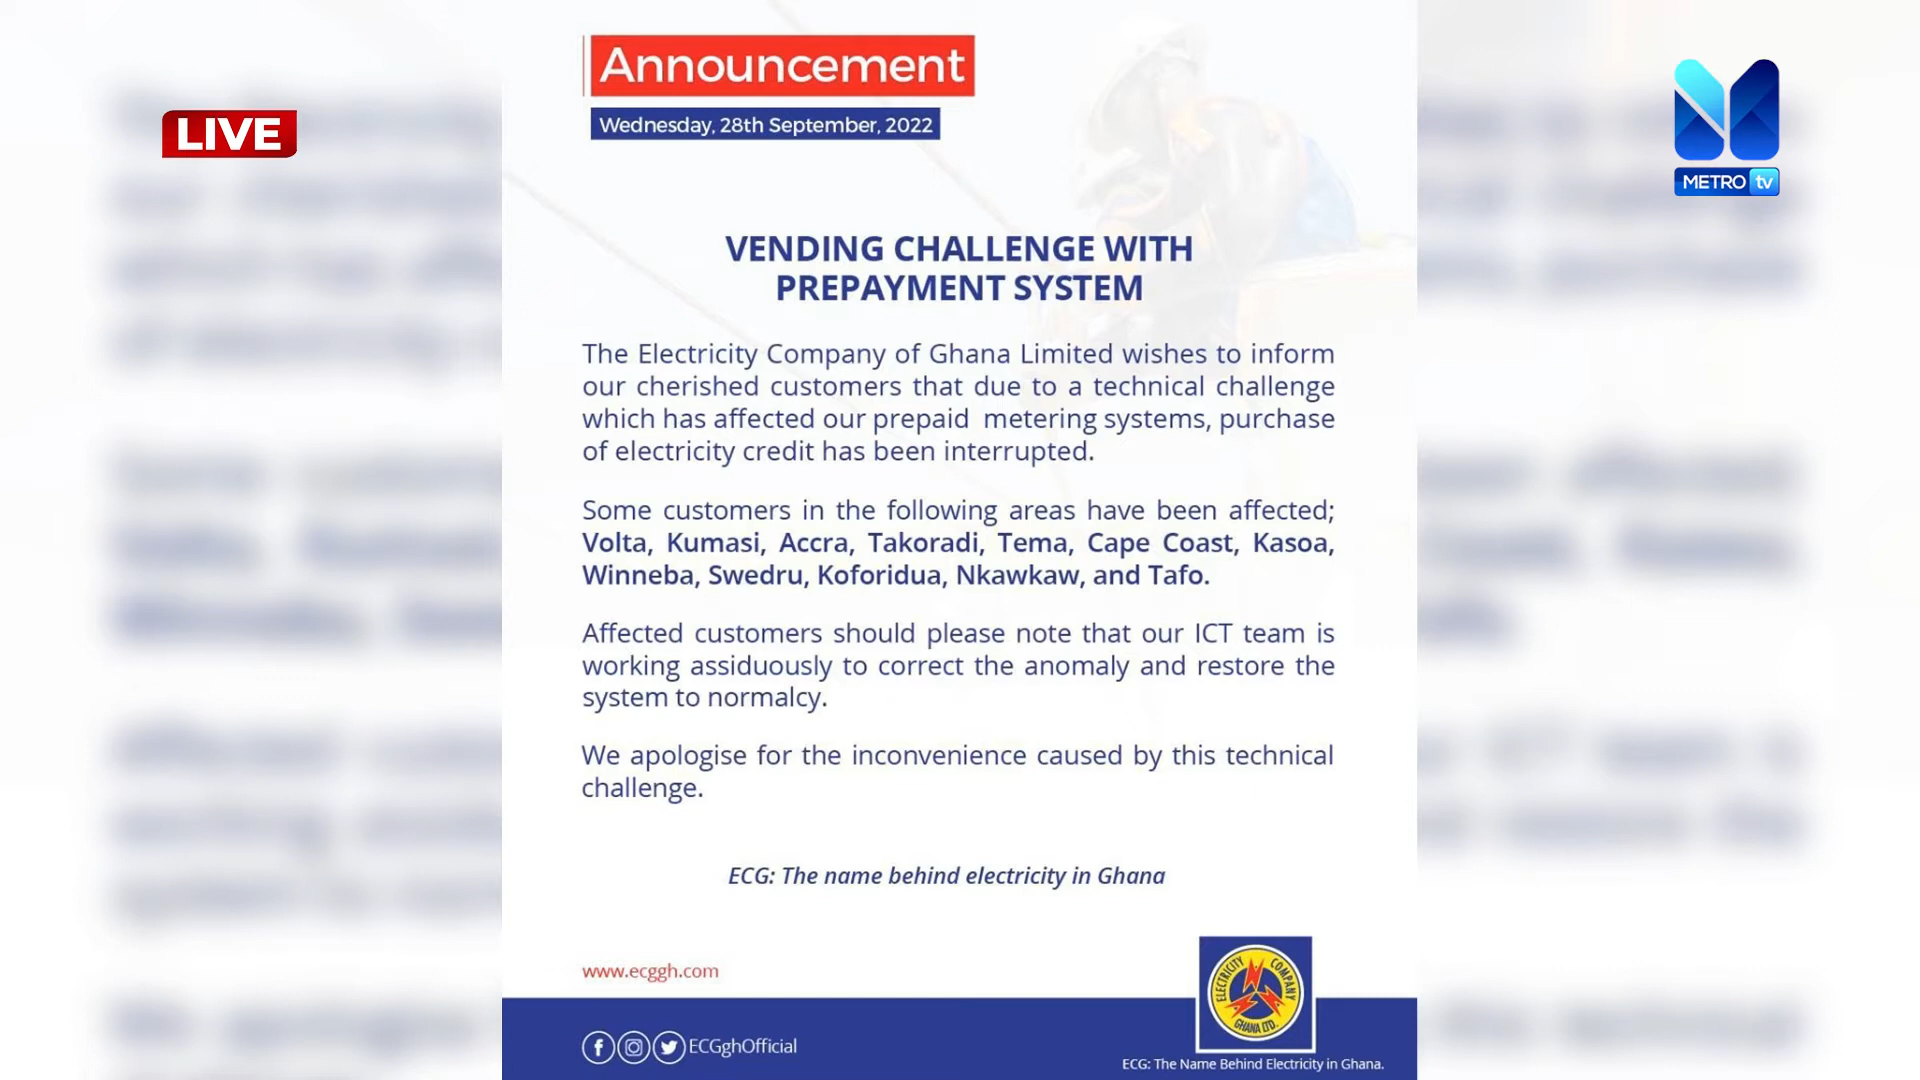 Announcement
Wednesday, 28th September, 2022
LIVE
METRO tv
VENDING CHALLENGE WITH
PREPAYMENT SYSTEM
The Electricity Company of Ghana Limited wishes to inform
our cherished customers that due to a technical challenge
which has affected our prepaid metering systems, purchase
of electricity credit has been interrupted.
Some customers in the following areas have been affected;
Volta, Kumasi, Accra, Takoradi, Tema, Cape Coast, Kasoa,
Winneba, Swedru, Koforidua, Nkawkaw, and Tafo.
Affected customers should please note that our ICT team is
working assiduously to correct the anomaly and restore the
system to normalcy.
We apologise for the inconvenience caused by this technical
challenge.
ECG: The name behind electricity in Ghana
www.ecggh.com
ELECTRICITY COMPANY
GHANA LTD.
ECGghOfficial
ECG: The Name Behind Electricity in Ghana.